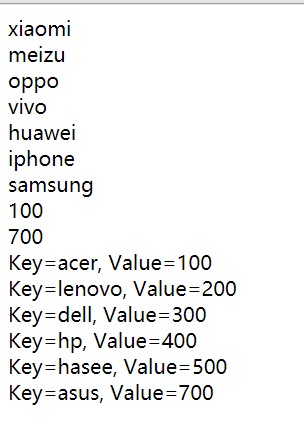 xiaomi
meizu
oppo
vivo
huawei
iphone
samsung
100
700
Key=acer, Value=100
Key=lenovo, Value=200
Key=dell, Value=300
Key=hp, Value=400
Key=hasee, Value=500
Key=asus, Value=700